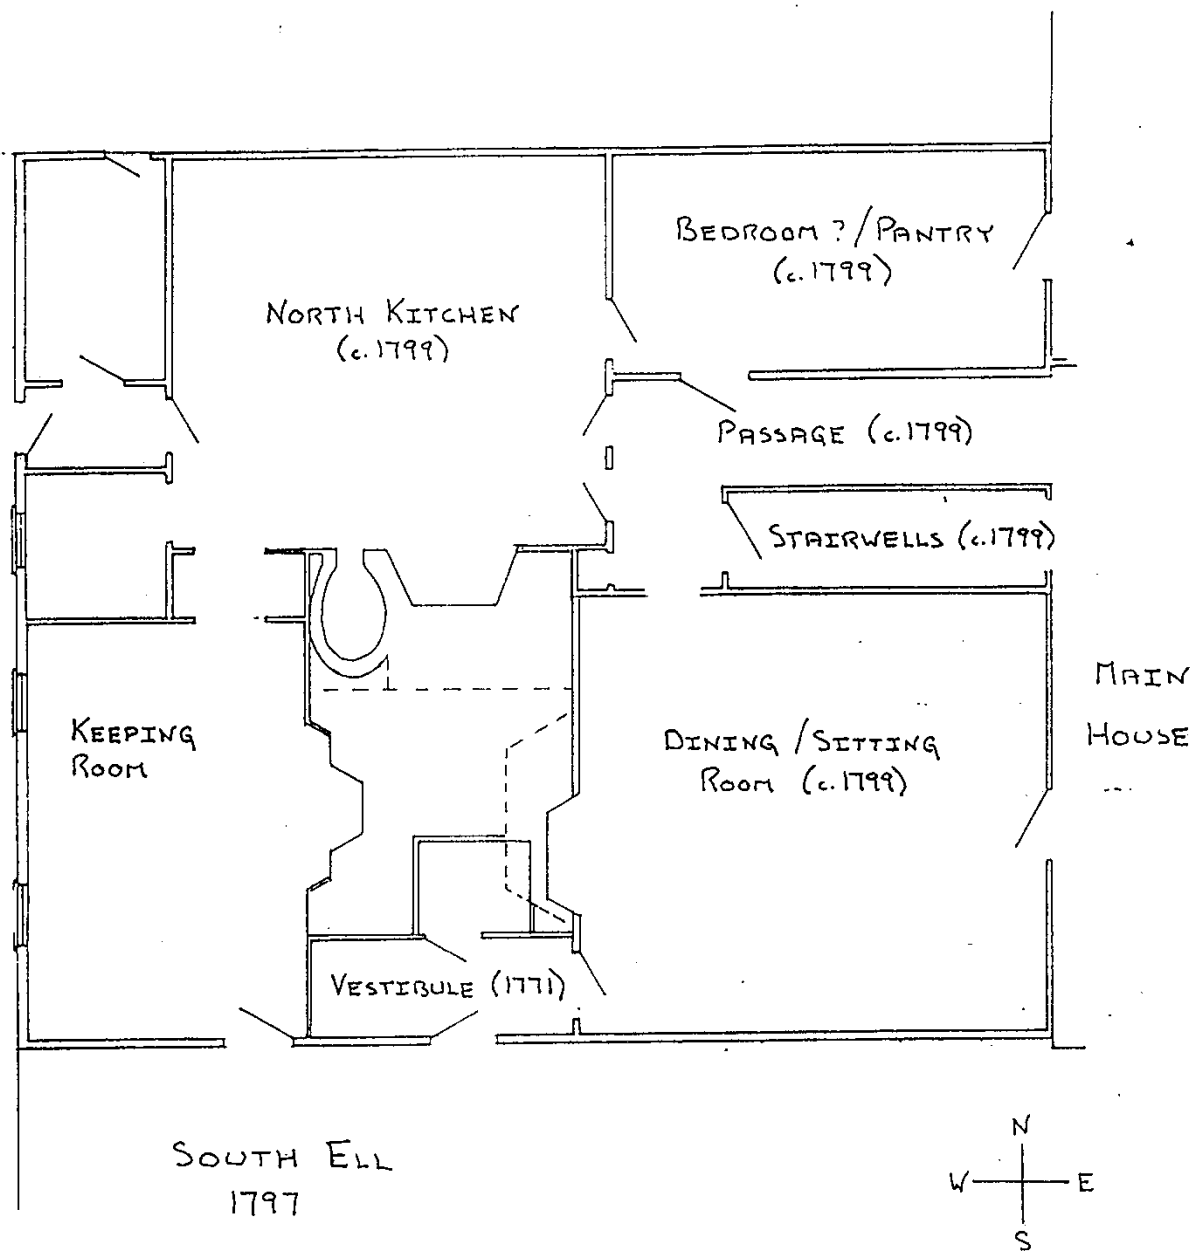 BEDROOM ?/PANTRY
(c.1799)
NORTH KITCHEN
(c.1799)
PASSAGE (c.1799)
STAIRWELLS (c.1799)
MAIN
HOUSE
KEEPING
ROOM
DINING/SITTING
ROOM (c.1799)
VESTIBULE (1771)
SOUTH ELL
1797
N
W E
S